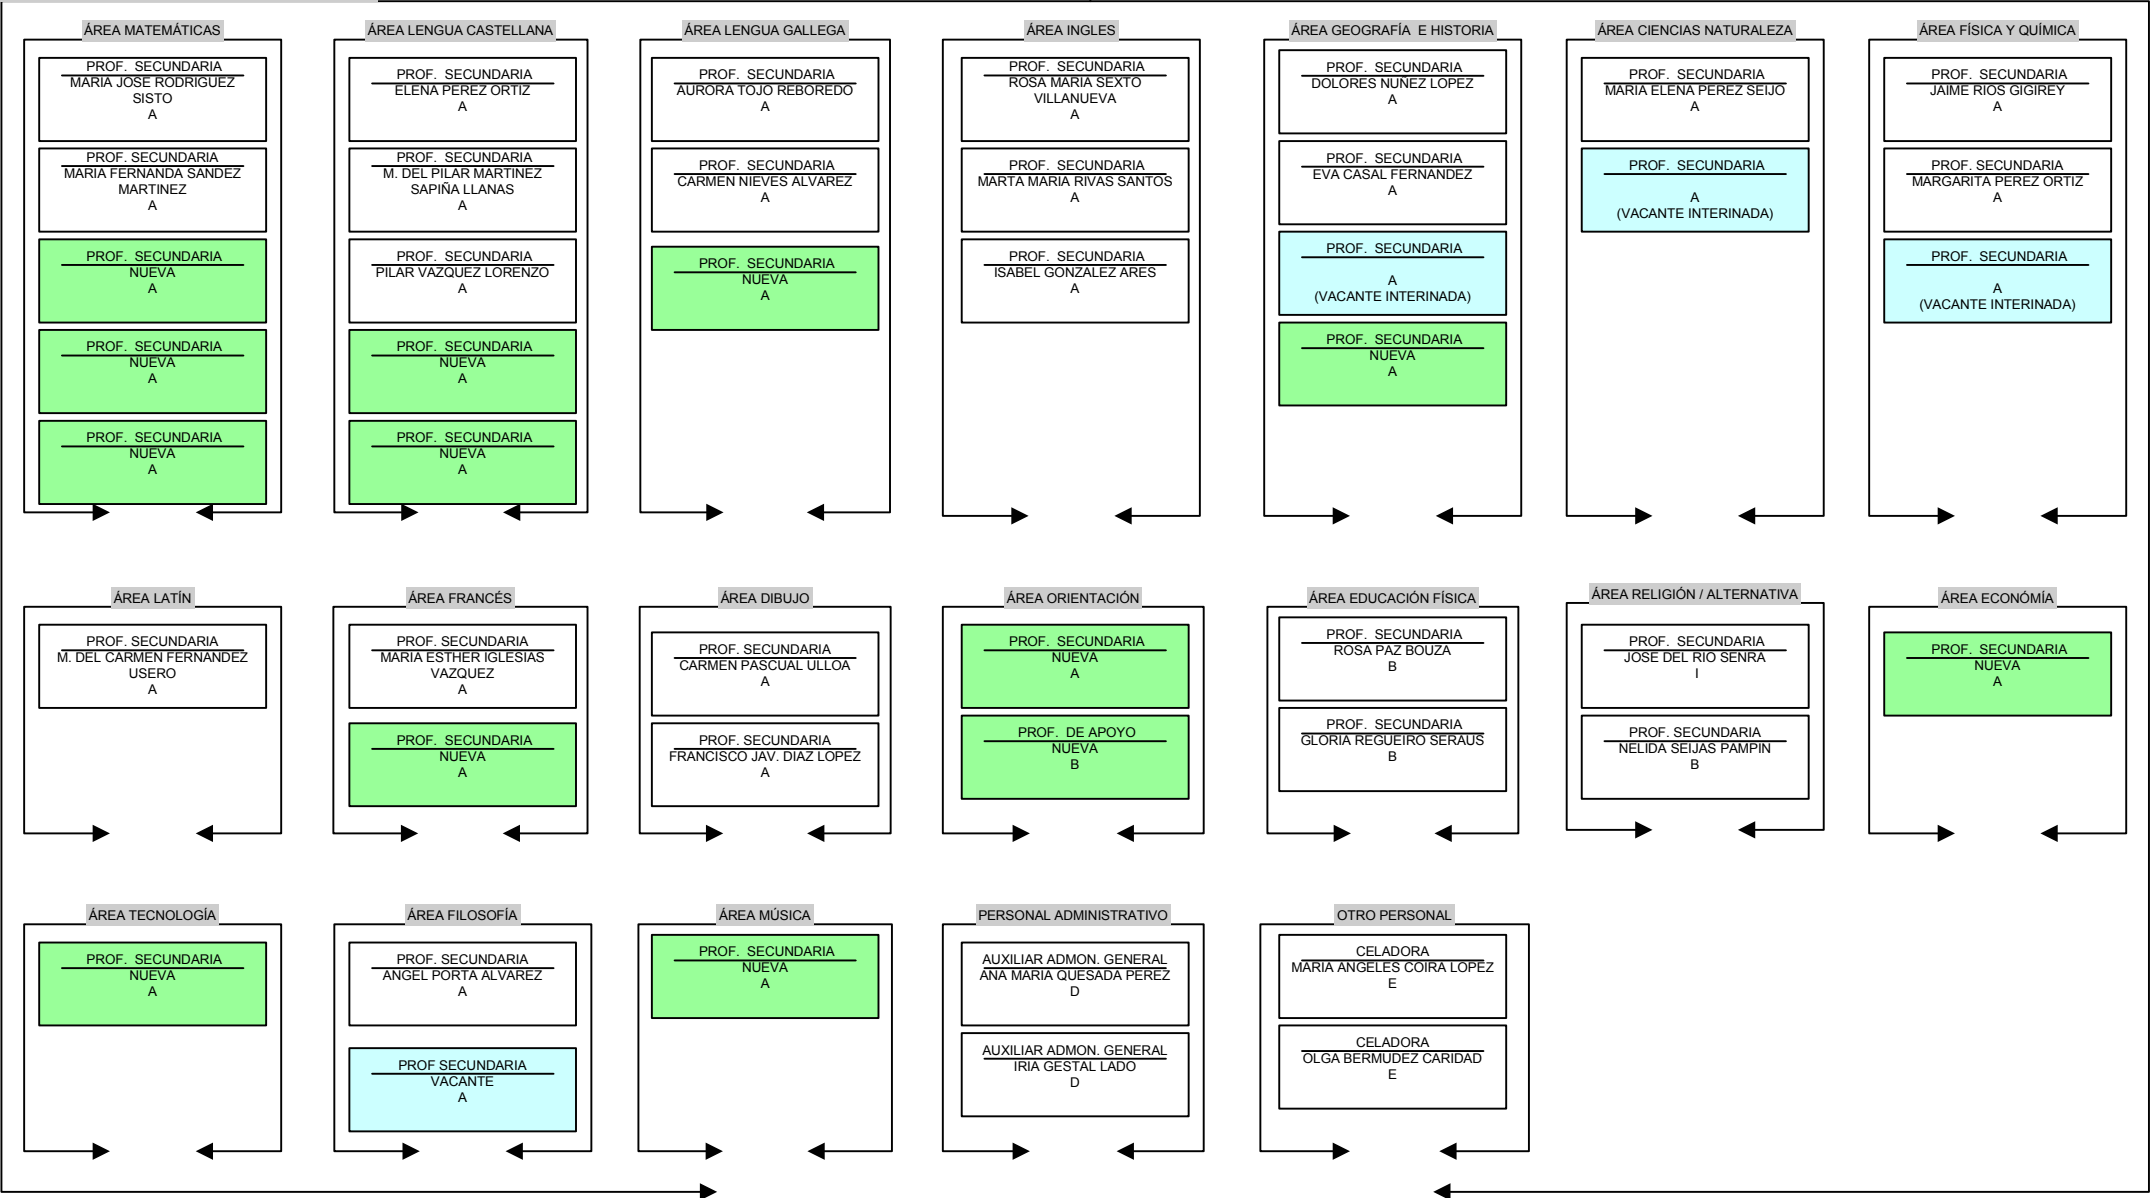 ÁREA MATEMÁTICAS
PROF. SECUNDARIA
MARIA JOSE RODRIGUEZ
SISTO
A
PROF. SECUNDARIA
MARIA FERNANDA SANDEZ
MARTINEZ
A
PROF. SECUNDARIA
NUEVA
A
PROF. SECUNDARIA
NUEVA
A
PROF. SECUNDARIA
NUEVA
A
ÁREA LENGUA CASTELLANA
PROF. SECUNDARIA
ELENA PEREZ ORTIZ
A
PROF. SECUNDARIA
M. DEL PILAR MARTINEZ
SAPIÑA LLANAS
A
PROF. SECUNDARIA
PILAR VAZQUEZ LORENZO
A
PROF. SECUNDARIA
NUEVA
A
PROF. SECUNDARIA
NUEVA
A
ÁREA LENGUA GALLEGA
PROF. SECUNDARIA
AURORA TOJO REBOREDO
A
PROF. SECUNDARIA
CARMEN NIEVES ALVAREZ
A
PROF. SECUNDARIA
NUEVA
A
ÁREA INGLES
PROF. SECUNDARIA
ROSA MARIA SEXTO
VILLANUEVA
A
PROF. SECUNDARIA
MARTA MARIA RIVAS SANTOS
A
PROF. SECUNDARIA
ISABEL GONZALEZ ARES
A
ÁREA GEOGRAFÍA E HISTORIA
PROF. SECUNDARIA
DOLORES NUÑEZ LOPEZ
A
PROF. SECUNDARIA
EVA CASAL FERNANDEZ
A
PROF. SECUNDARIA
A
(VACANTE INTERINADA)
PROF. SECUNDARIA
NUEVA
A
ÁREA CIENCIAS NATURALEZA
PROF. SECUNDARIA
MARIA ELENA PEREZ SEIJO
A
PROF. SECUNDARIA
A
(VACANTE INTERINADA)
ÁREA FÍSICA Y QUÍMICA
PROF. SECUNDARIA
JAIME RIOS GIGIREY
A
PROF. SECUNDARIA
MARGARITA PEREZ ORTIZ
A
PROF. SECUNDARIA
A
(VACANTE INTERINADA)
ÁREA LATÍN
PROF. SECUNDARIA
M. DEL CARMEN FERNANDEZ
USERO
A
ÁREA FRANCÉS
PROF. SECUNDARIA
MARIA ESTHER IGLESIAS
VAZQUEZ
A
PROF. SECUNDARIA
NUEVA
A
ÁREA DIBUJO
PROF. SECUNDARIA
CARMEN PASCUAL ULLOA
A
PROF. SECUNDARIA
FRANCISCO JAV. DIAZ LOPEZ
A
ÁREA ORIENTACIÓN
PROF. SECUNDARIA
NUEVA
A
PROF. DE APOYO
NUEVA
B
ÁREA EDUCACIÓN FÍSICA
PROF. SECUNDARIA
ROSA PAZ BOUZA
B
PROF. SECUNDARIA
GLORIA REGUEIRO SERAUS
B
ÁREA RELIGIÓN / ALTERNATIVA
PROF. SECUNDARIA
JOSE DEL RIO SENRA
I
PROF. SECUNDARIA
NELIDA SEIJAS PAMPIN
B
ÁREA ECONÓMÍA
PROF. SECUNDARIA
NUEVA
A
ÁREA TECNOLOGÍA
PROF. SECUNDARIA
NUEVA
A
ÁREA FILOSOFÍA
PROF. SECUNDARIA
ANGEL PORTA ALVAREZ
A
PROF SECUNDARIA
VACANTE
A
ÁREA MÚSICA
PROF. SECUNDARIA
NUEVA
A
PERSONAL ADMINISTRATIVO
AUXILIAR ADMON. GENERAL
ANA MARIA QUESADA PEREZ
D
AUXILIAR ADMON. GENERAL
IRIA GESTAL LADO
D
OTRO PERSONAL
CELADORA
MARIA ANGELES COIRA LOPEZ
E
CELADORA
OLGA BERMUDEZ CARIDAD
E